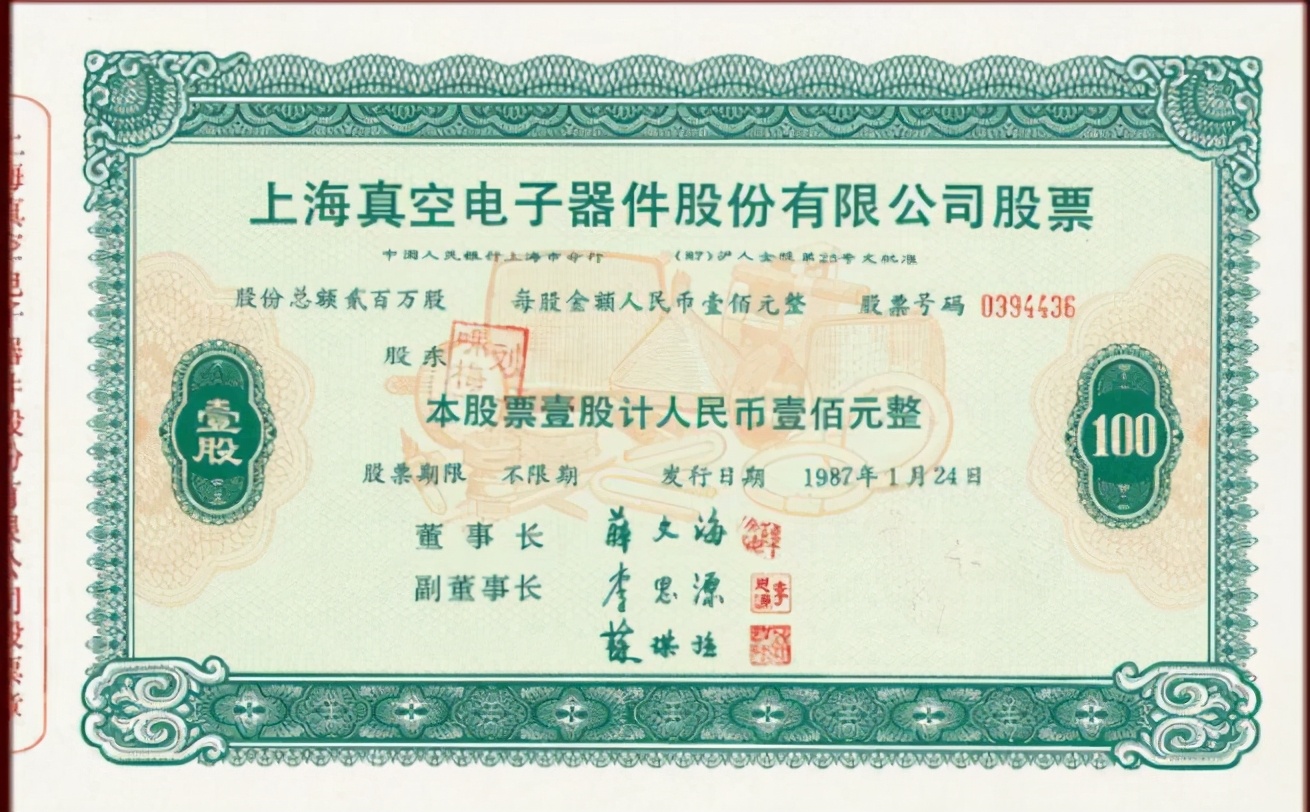 上海真空电子器件股份有限公司股票
中国人民银行上海市分行 (87)沪人金股第25号文批准
股份总额贰百万股 每股金额人民币壹佰元整 股票号码 0394436
股东
本股票壹股计人民币壹佰元整
壹股
100
股票期限 不限期 发行日期 1987年1月24日
董事长 薛文海
副董事长 李思源